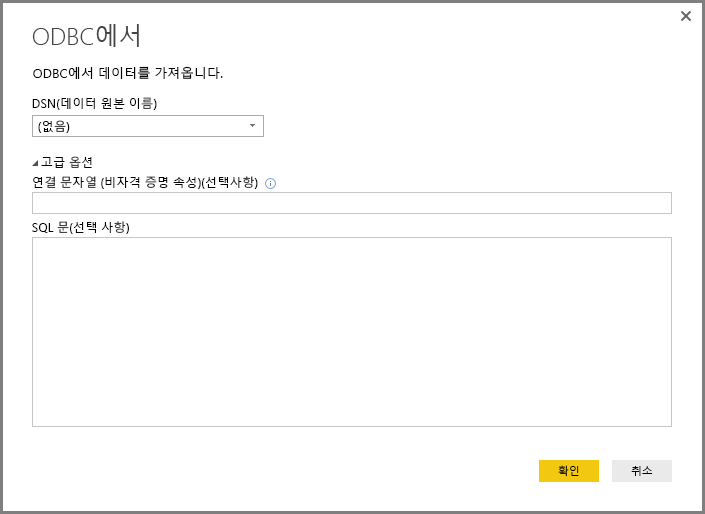 ODBC에서
ODBC에서 데이터를 가져옵니다.
DSN(데이터 원본 이름)
(없음)
고급 옵션
연결 문자열 (비자격 증명 속성)(선택사항)
SQL 문(선택 사항)
확인
취소